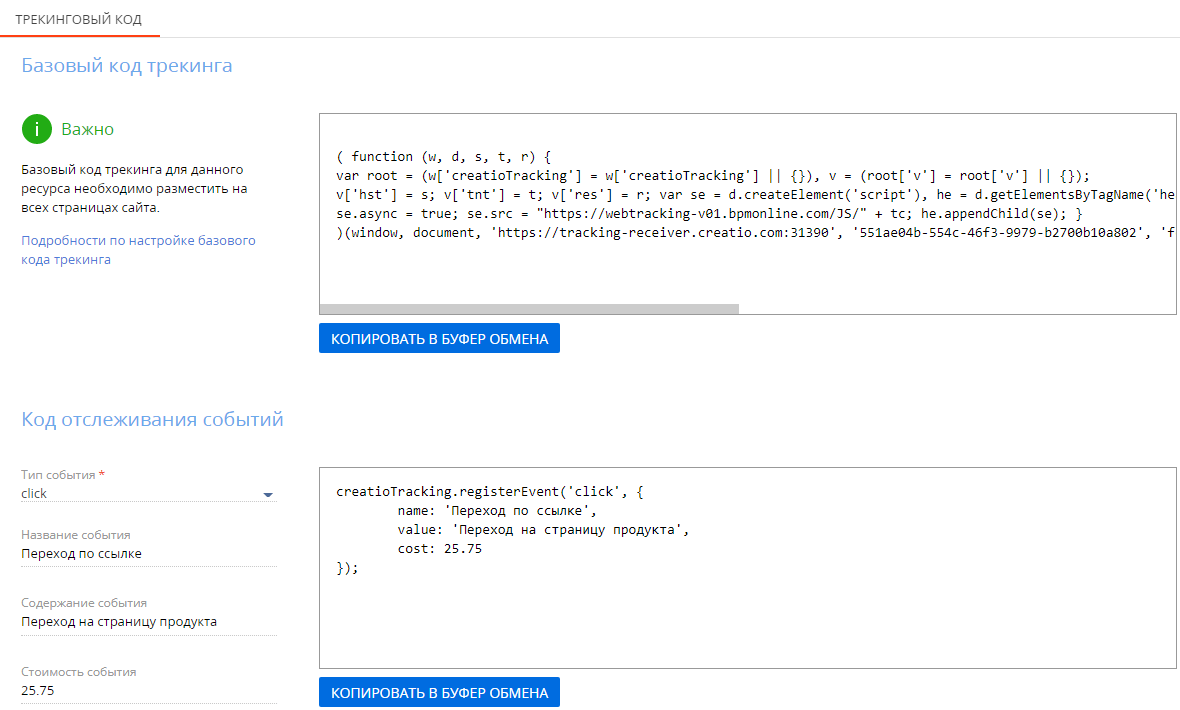 ТРЕКИНГОВЫЙ КОД
Базовый код трекинга
i Важно
Базовый код трекинга для данного
ресурса необходимо разместить на
всех страницах сайта.
Подробности по настройке базового
кода трекинга
( function (w, d, s, t, r) {
var root = (w['creatioTracking'] = w['creatioTracking'] || {}), v = (root['v'] = root['v'] || {});
v['hst'] = s; v['tnt'] = t; v['res'] = r; var se = d.createElement('script'), he = d.getElementsByTagName('he
se.async = true; se.src = "https://webtracking-v01.bpmonline.com/JS/" + tc; he.appendChild(se); }
)(window, document, 'https://tracking-receiver.creatio.com:31390', '551ae04b-554c-46f3-9979-b2700b10a802', 'f
КОПИРОВАТЬ В БУФЕР ОБМЕНА
Код отслеживания событий
Тип события *
click
Название события
Переход по ссылке
Содержание события
Переход на страницу продукта
Стоимость события
25.75
creatioTracking.registerEvent('click', {
name: 'Переход по ссылке',
value: 'Переход на страницу продукта',
cost: 25.75
});
КОПИРОВАТЬ В БУФЕР ОБМЕНА